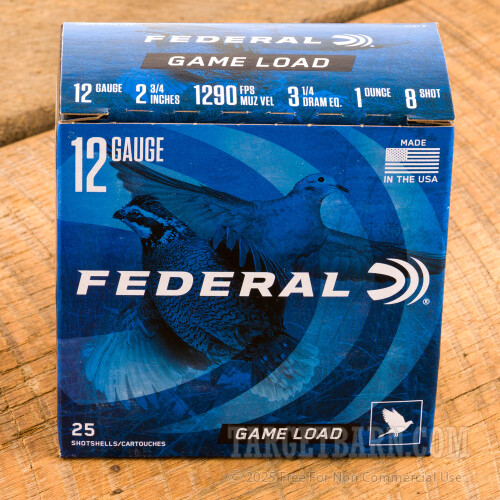 FEDERAL
GAME LOAD
12 GAUGE 2 3/4 INCHES 1290 FPS MUZ VEL 3 1/4 DRAM EQ. 1 OUNCE 8 SHOT
12 GAUGE
MADE
IN THE USA
FEDERAL ®
25
SHOTSHELLS/CARTOUCHES
GAME LOAD
TARGETBARN.COM
© 2025 Free For Non Commercial Use